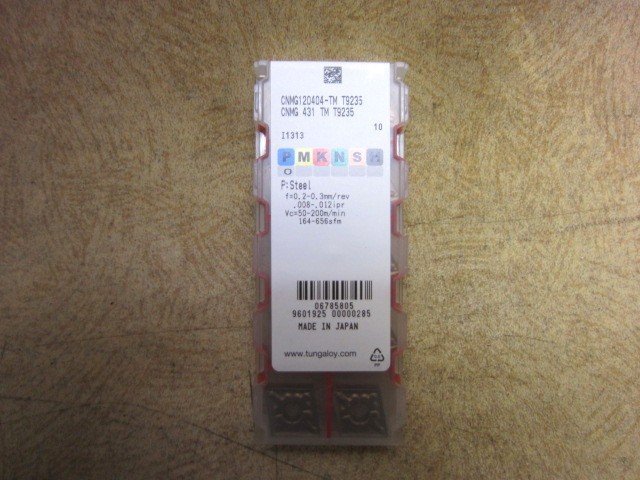 CNMG120404-TM T9235
CNMG 431 TM T9235
10
I1313
P M K N S H
P:Steel
f=0.2-0.3mm/rev
.008-.012ipr
Vc=50-200m/min
164-656sfm
06785805
9601925 00000285
MADE IN JAPAN
www.tungaloy.com
PP